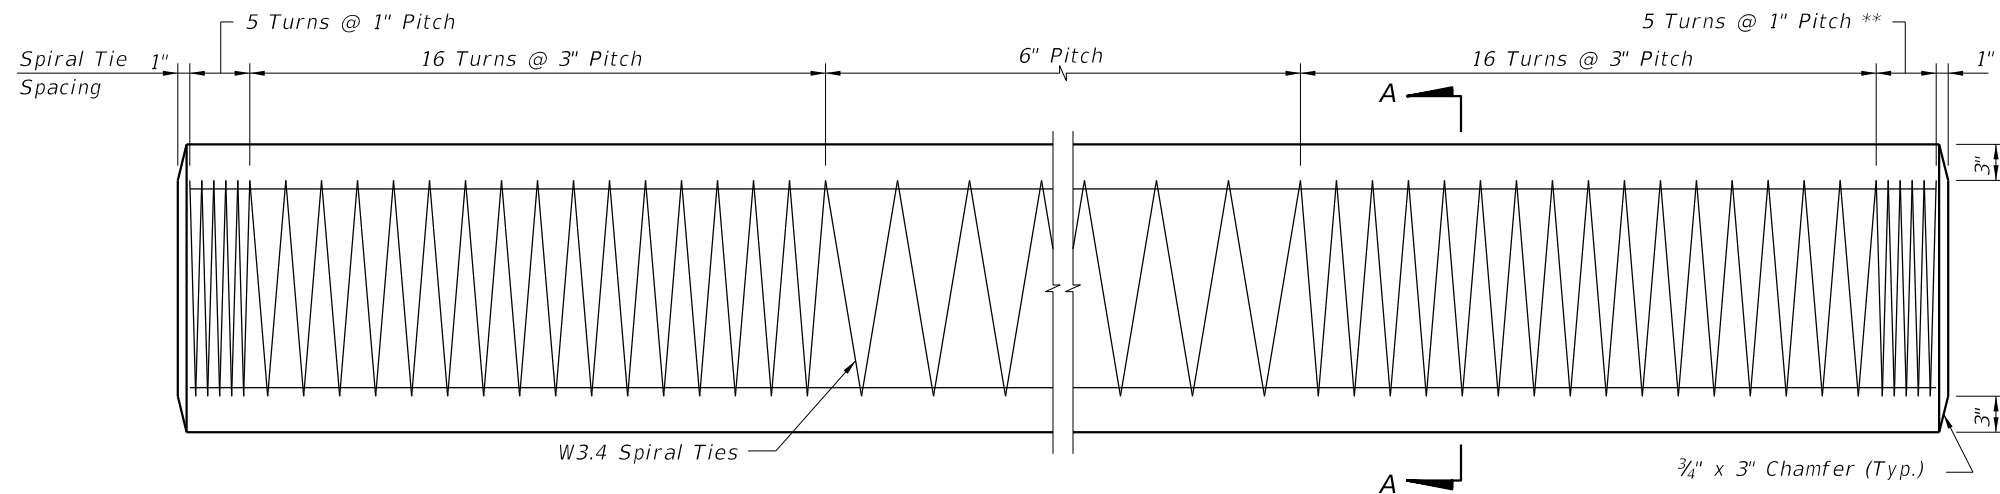 5 Turns @ 1" Pitch
5 Turns @ 1" Pitch **
Spiral Tie
Spacing
1"
16 Turns @ 3" Pitch
6" Pitch
16 Turns @ 3" Pitch
1"
A
3"
3"
W3.4 Spiral Ties
¾" x 3" Chamfer (Typ.)
A